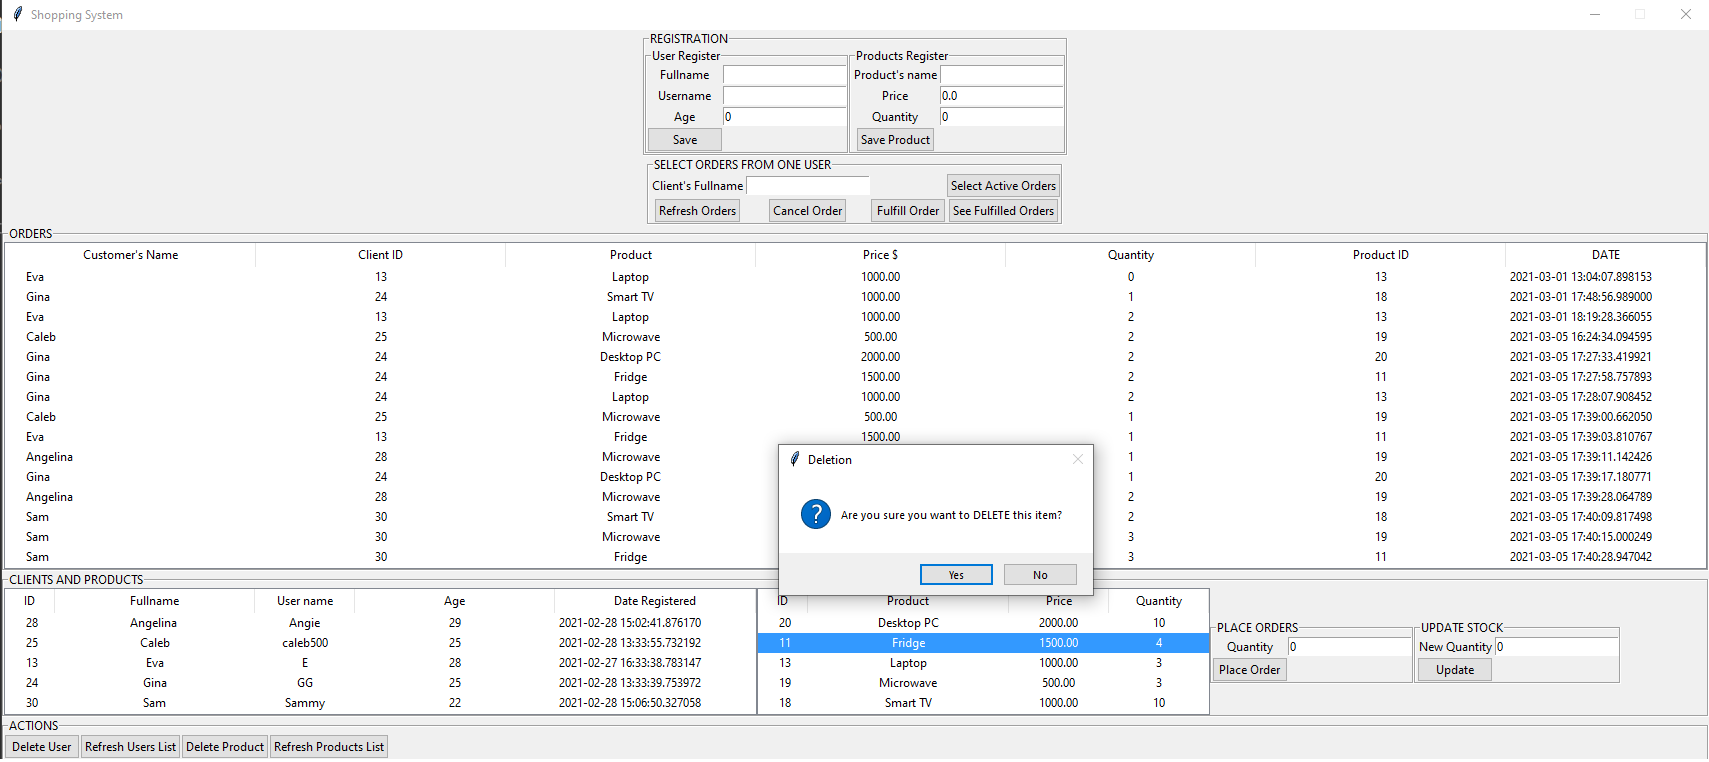 Shopping System
REGISTRATION
User Register
Fullname
Username
Age 0
Save
Products Register
Product's name
Price 0.0
Quantity 0
Save Product
SELECT ORDERS FROM ONE USER
Client's Fullname Select Active Orders
Refresh Orders Cancel Order Fulfill Order See Fulfilled Orders
ORDERS
Customer's Name Client ID Product Price $ Quantity Product ID DATE
Eva 13 Laptop 1000.00 0 13 2021-03-01 13:04:07.898153
Gina 24 Smart TV 1000.00 1 18 2021-03-01 17:48:56.989000
Eva 13 Laptop 1000.00 2 13 2021-03-01 18:19:28.366055
Caleb 25 Microwave 500.00 2 19 2021-03-05 16:24:34.094595
Gina 24 Desktop PC 2000.00 2 20 2021-03-05 17:27:33.419921
Gina 24 Fridge 1500.00 2 11 2021-03-05 17:27:58.757893
Gina 24 Laptop 1000.00 2 13 2021-03-05 17:28:07.908452
Caleb 25 Microwave 500.00 1 19 2021-03-05 17:39:00.662050
Eva 13 Fridge 1500.00 1 11 2021-03-05 17:39:03.810767
Angelina 28 Microwave 1 19 2021-03-05 17:39:11.142426
Gina 24 Desktop PC 1 20 2021-03-05 17:39:17.180771
Angelina 28 Microwave 2 19 2021-03-05 17:39:28.064789
Sam 30 Smart TV 2 18 2021-03-05 17:40:09.817498
Sam 30 Microwave 3 19 2021-03-05 17:40:15.000249
Sam 30 Fridge 3 11 2021-03-05 17:40:28.947042
Deletion
Are you sure you want to DELETE this item?
Yes No
CLIENTS AND PRODUCTS
ID Fullname User name Age Date Registered
28 Angelina Angie 29 2021-02-28 15:02:41.876170
25 Caleb caleb500 25 2021-02-28 13:33:55.732192
13 Eva E 28 2021-02-27 16:33:38.783147
24 Gina GG 25 2021-02-28 13:33:39.753972
30 Sam Sammy 22 2021-02-28 15:06:50.327058
ID Product Price Quantity
20 Desktop PC 2000.00 10
11 Fridge 1500.00 4
13 Laptop 1000.00 3
19 Microwave 500.00 3
18 Smart TV 1000.00 10
PLACE ORDERS
Quantity 0
Place Order
UPDATE STOCK
New Quantity 0
Update
ACTIONS
Delete User Refresh Users List Delete Product Refresh Products List